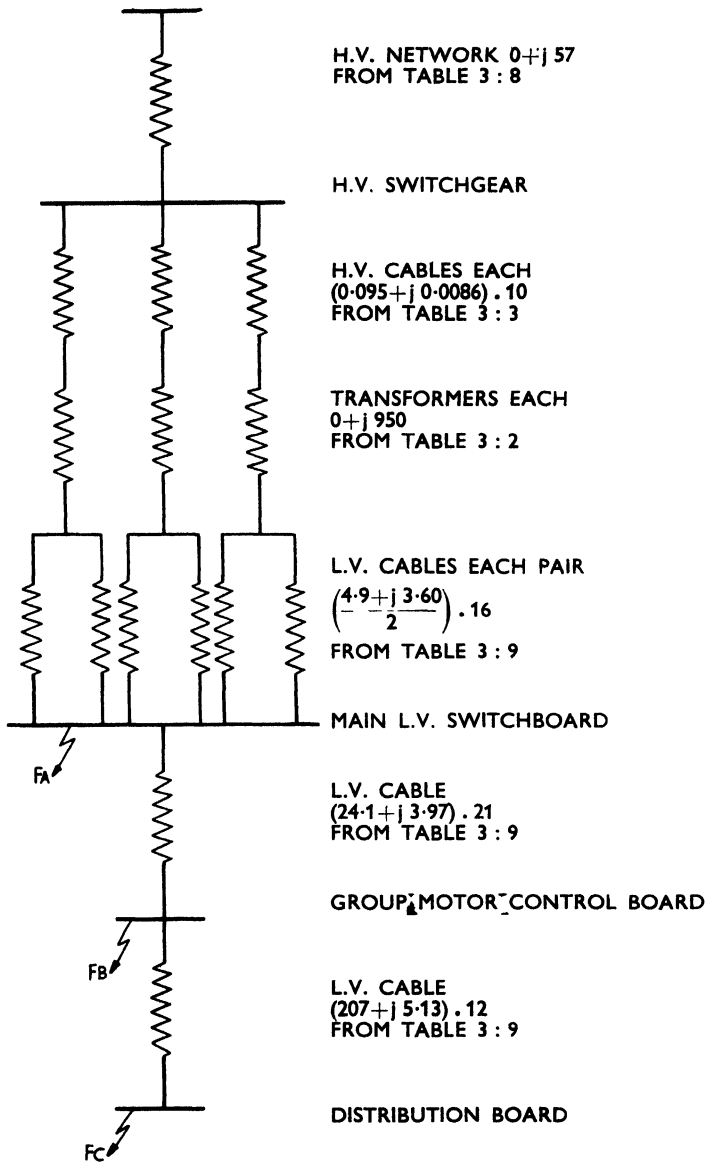 H.V. NETWORK 0+j 57
FROM TABLE 3 : 8
H.V. SWITCHGEAR
H.V. CABLES EACH
(0·095+j 0·0086) . 10
FROM TABLE 3 : 3
TRANSFORMERS EACH
0+j 950
FROM TABLE 3 : 2
L.V. CABLES EACH PAIR
(4·9+j 3·60
2) . 16
FROM TABLE 3 : 9
MAIN L.V. SWITCHBOARD
FA
L.V. CABLE
(24·1+j 3·97) . 21
FROM TABLE 3 : 9
GROUP MOTOR CONTROL BOARD
FB
L.V. CABLE
(207+j 5·13) . 12
FROM TABLE 3 : 9
DISTRIBUTION BOARD
FC